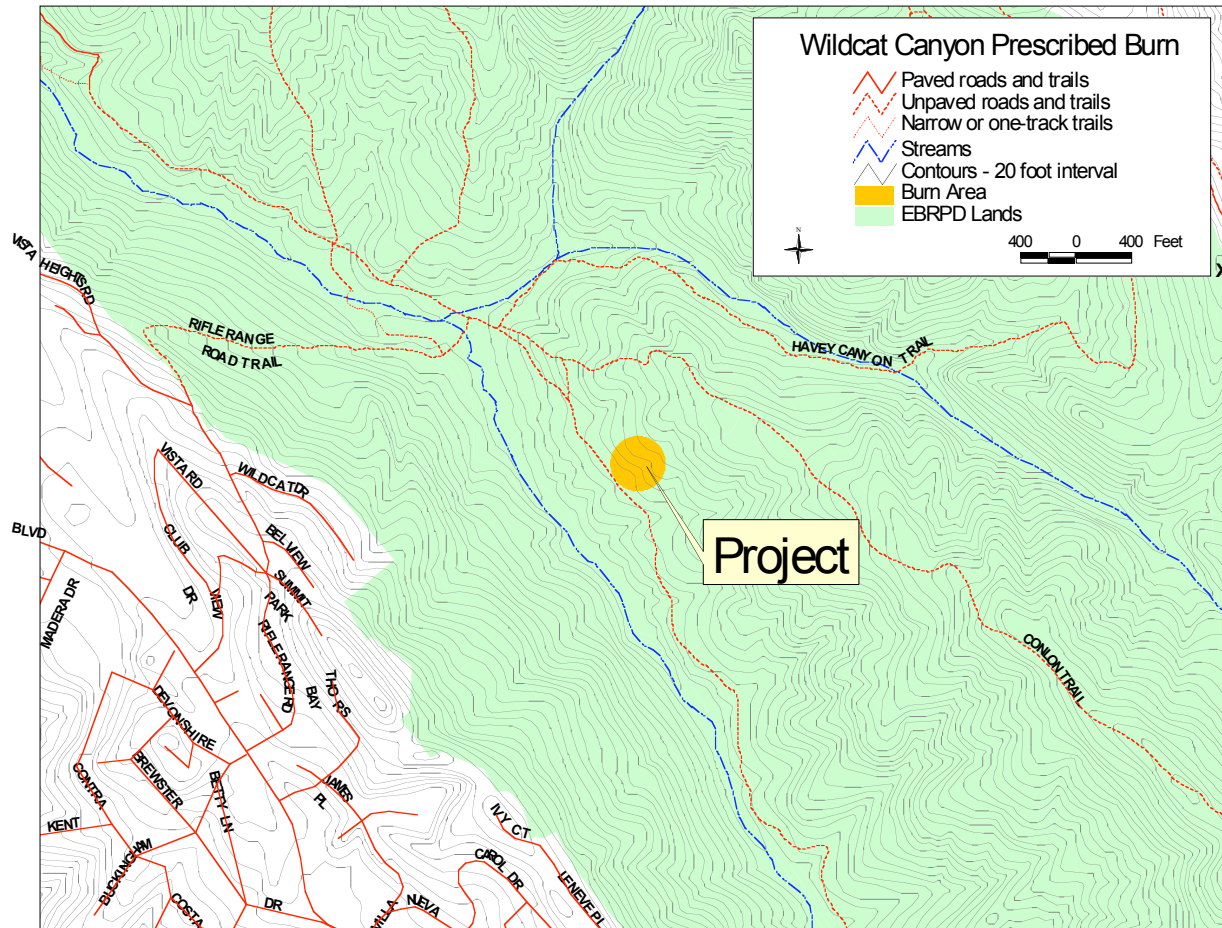 Wildcat Canyon Prescribed Burn
Paved roads and trails
Unpaved roads and trails
Narrow or one-track trails
Streams
Contours - 20 foot interval
Burn Area
EBRPD Lands
N
400 0 400 Feet
VISTA HEIGHTS RD
RIFLE RANGE
ROAD TRAIL
HAVEY CANYON TRAIL
VISTA RD
WILDCAT DR
BLVD
CLUB
BELVIEW
Project
DR
VIEW
SUMMIT
PARK
MADERA DR
RIFLE RANGE RD
CONLON TRAIL
BAY
DEVONSHIRE
BREWSTER
CONTRA
BETTY LN
JAMES
PL
IVY CT
KENT
BUCKINGHAM
CAROL DR
LENEVE PL
COSTA
DR
NUEVA